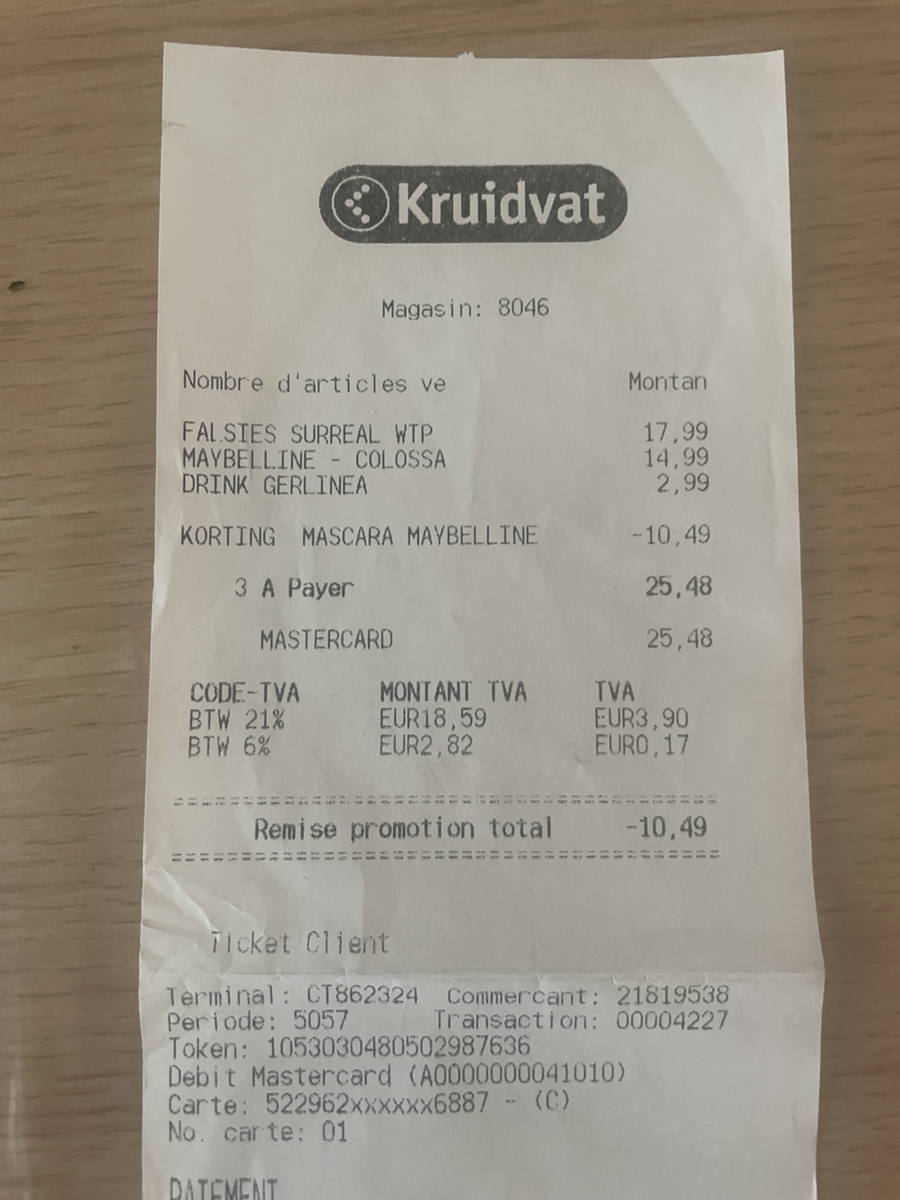 Kruidvat
Magasin: 8046
Nombre d'articles ve Montan
FALSIES SURREAL WTP 17,99
MAYBELLINE - COLOSSA 14,99
DRINK GERLINEA 2,99
KORTING MASCARA MAYBELLINE -10,49
3 A Payer 25,48
MASTERCARD 25,48
CODE-TVA MONTANT TVA TVA
BTW 21% EUR18,59 EUR3,90
BTW 6% EUR2,82 EUR0,17
Remise promotion total -10,49
Ticket Client
Terminal: CT862324 Commercant: 21819538
Periode: 5057 Transaction: 00004227
Token: 10530304805029876​36
Debit Mastercard (A0000000041010)
Carte: 522962xxxxxx6887 - (C)
No. carte: 01